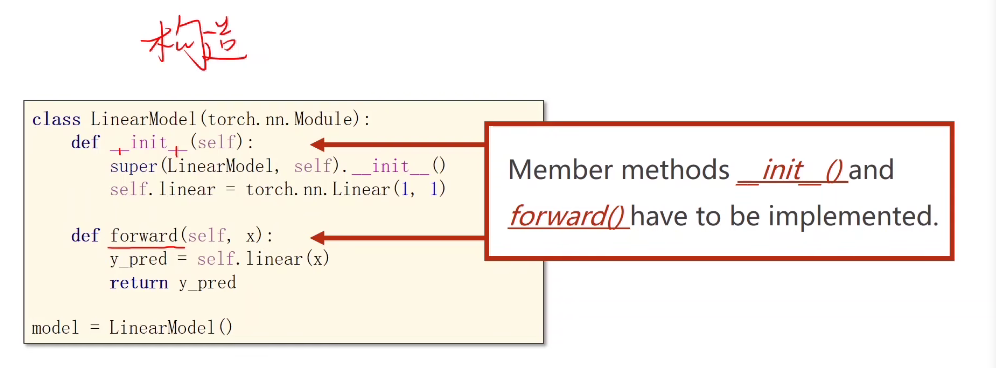 构造
class LinearModel(torch.nn.Module):
    def __init__(self):
        super(LinearModel, self).__init__()
        self.linear = torch.nn.Linear(1, 1)
    def forward(self, x):
        y_pred = self.linear(x)
        return y_pred
model = LinearModel()
Member methods __init__() and
forward() have to be implemented.